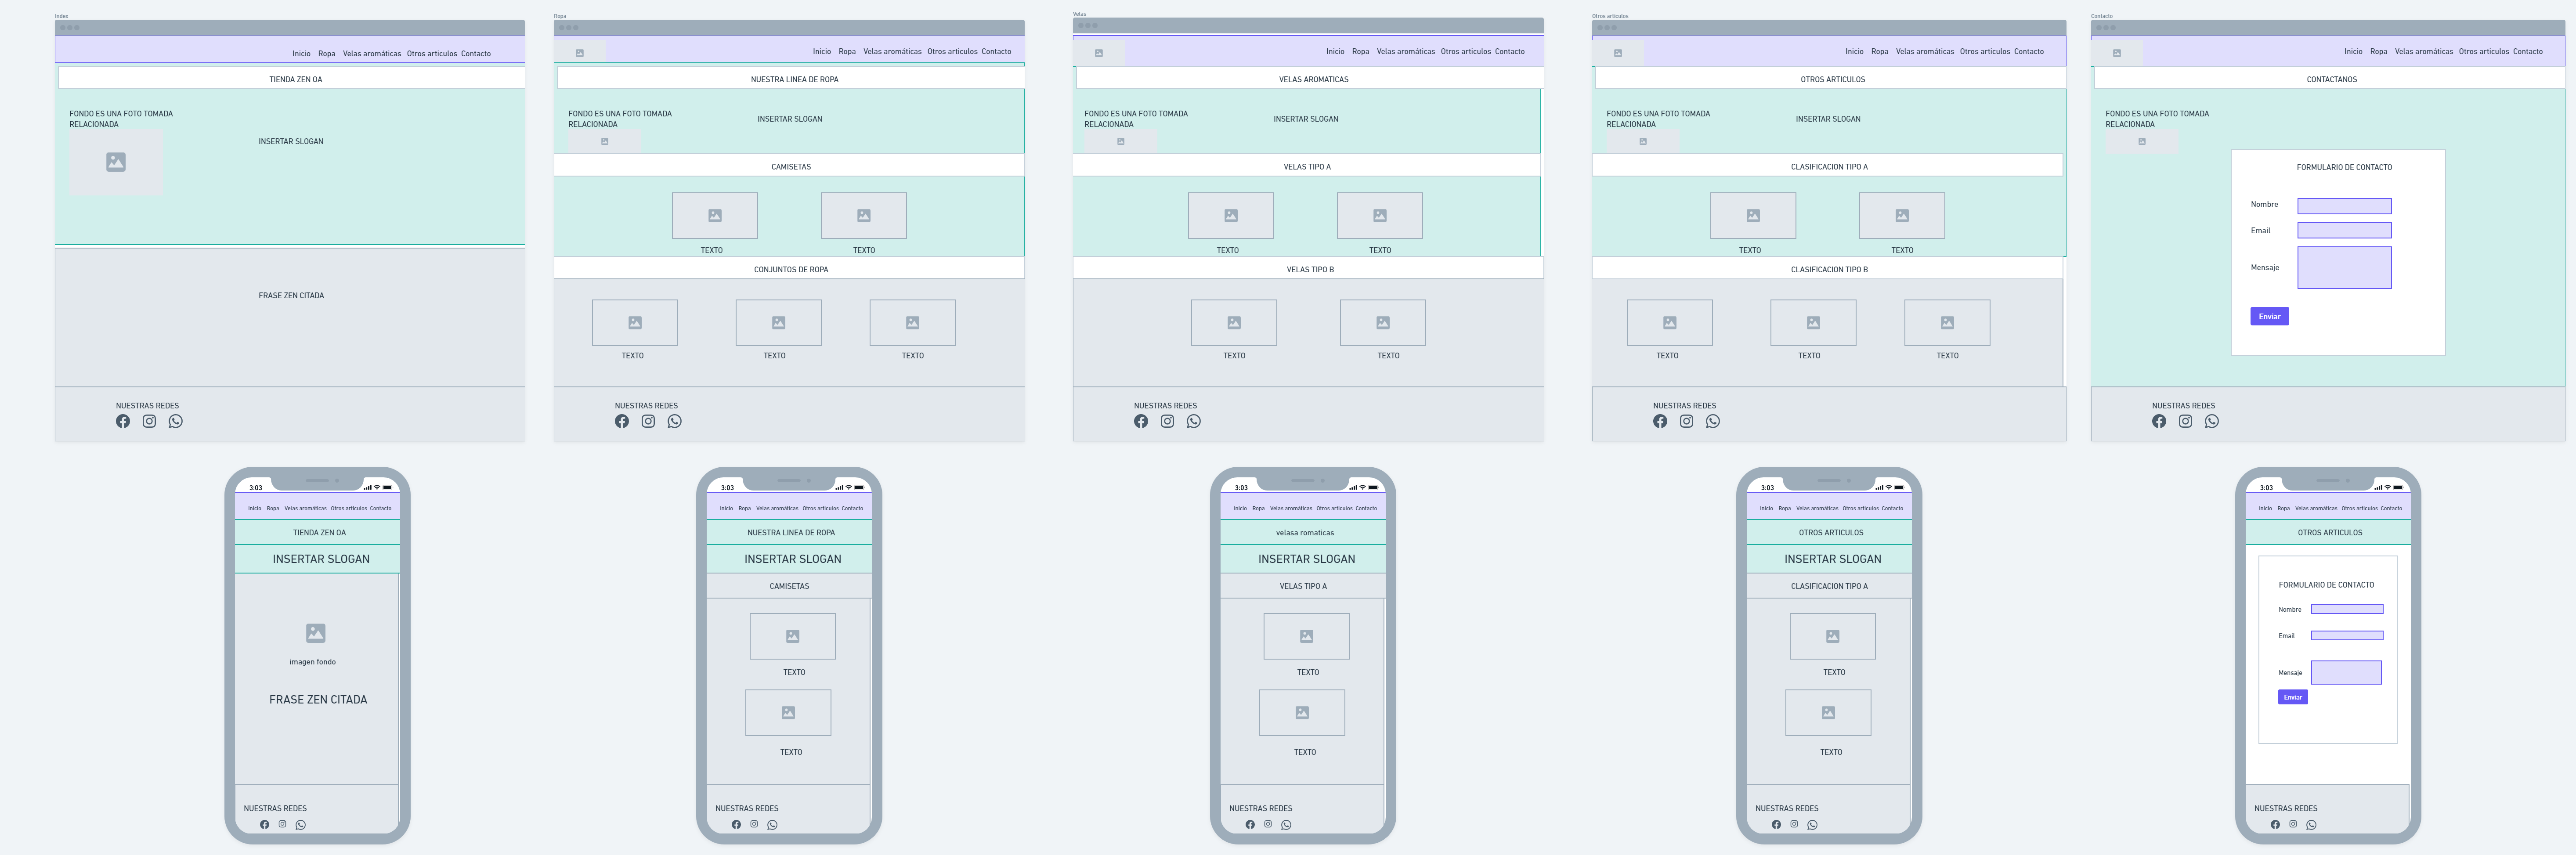 Index
Inicio Ropa Velas aromáticas Otros articulos Contacto
TIENDA ZEN OA
FONDO ES UNA FOTO TOMADA
RELACIONADA
INSERTAR SLOGAN
FRASE ZEN CITADA
NUESTRAS REDES
Ropa
Inicio Ropa Velas aromáticas Otros articulos Contacto
NUESTRA LINEA DE ROPA
FONDO ES UNA FOTO TOMADA
RELACIONADA
INSERTAR SLOGAN
CAMISETAS
TEXTO TEXTO
CONJUNTOS DE ROPA
TEXTO TEXTO TEXTO
NUESTRAS REDES
Velas
Inicio Ropa Velas aromáticas Otros articulos Contacto
VELAS AROMATICAS
FONDO ES UNA FOTO TOMADA
RELACIONADA
INSERTAR SLOGAN
VELAS TIPO A
TEXTO TEXTO
VELAS TIPO B
TEXTO TEXTO
NUESTRAS REDES
Otros artículos
Inicio Ropa Velas aromáticas Otros articulos Contacto
OTROS ARTICULOS
FONDO ES UNA FOTO TOMADA
RELACIONADA
INSERTAR SLOGAN
CLASIFICACION TIPO A
TEXTO TEXTO
CLASIFICACION TIPO B
TEXTO TEXTO TEXTO
NUESTRAS REDES
Contacto
Inicio Ropa Velas aromáticas Otros articulos Contacto
CONTACTANOS
FONDO ES UNA FOTO TOMADA
RELACIONADA
FORMULARIO DE CONTACTO
Nombre
Email
Mensaje
Enviar
NUESTRAS REDES
3:03
Inicio Ropa Velas aromáticas Otros articulos Contacto
TIENDA ZEN OA
INSERTAR SLOGAN
imagen fondo
FRASE ZEN CITADA
NUESTRAS REDES
3:03
Inicio Ropa Velas aromáticas Otros articulos Contacto
NUESTRA LINEA DE ROPA
INSERTAR SLOGAN
CAMISETAS
TEXTO
TEXTO
NUESTRAS REDES
3:03
Inicio Ropa Velas aromáticas Otros articulos Contacto
velasa romaticas
INSERTAR SLOGAN
VELAS TIPO A
TEXTO
TEXTO
NUESTRAS REDES
3:03
Inicio Ropa Velas aromáticas Otros articulos Contacto
OTROS ARTICULOS
INSERTAR SLOGAN
CLASIFICACION TIPO A
TEXTO
TEXTO
NUESTRAS REDES
3:03
Inicio Ropa Velas aromáticas Otros articulos Contacto
OTROS ARTICULOS
FORMULARIO DE CONTACTO
Nombre
Email
Mensaje
Enviar
NUESTRAS REDES